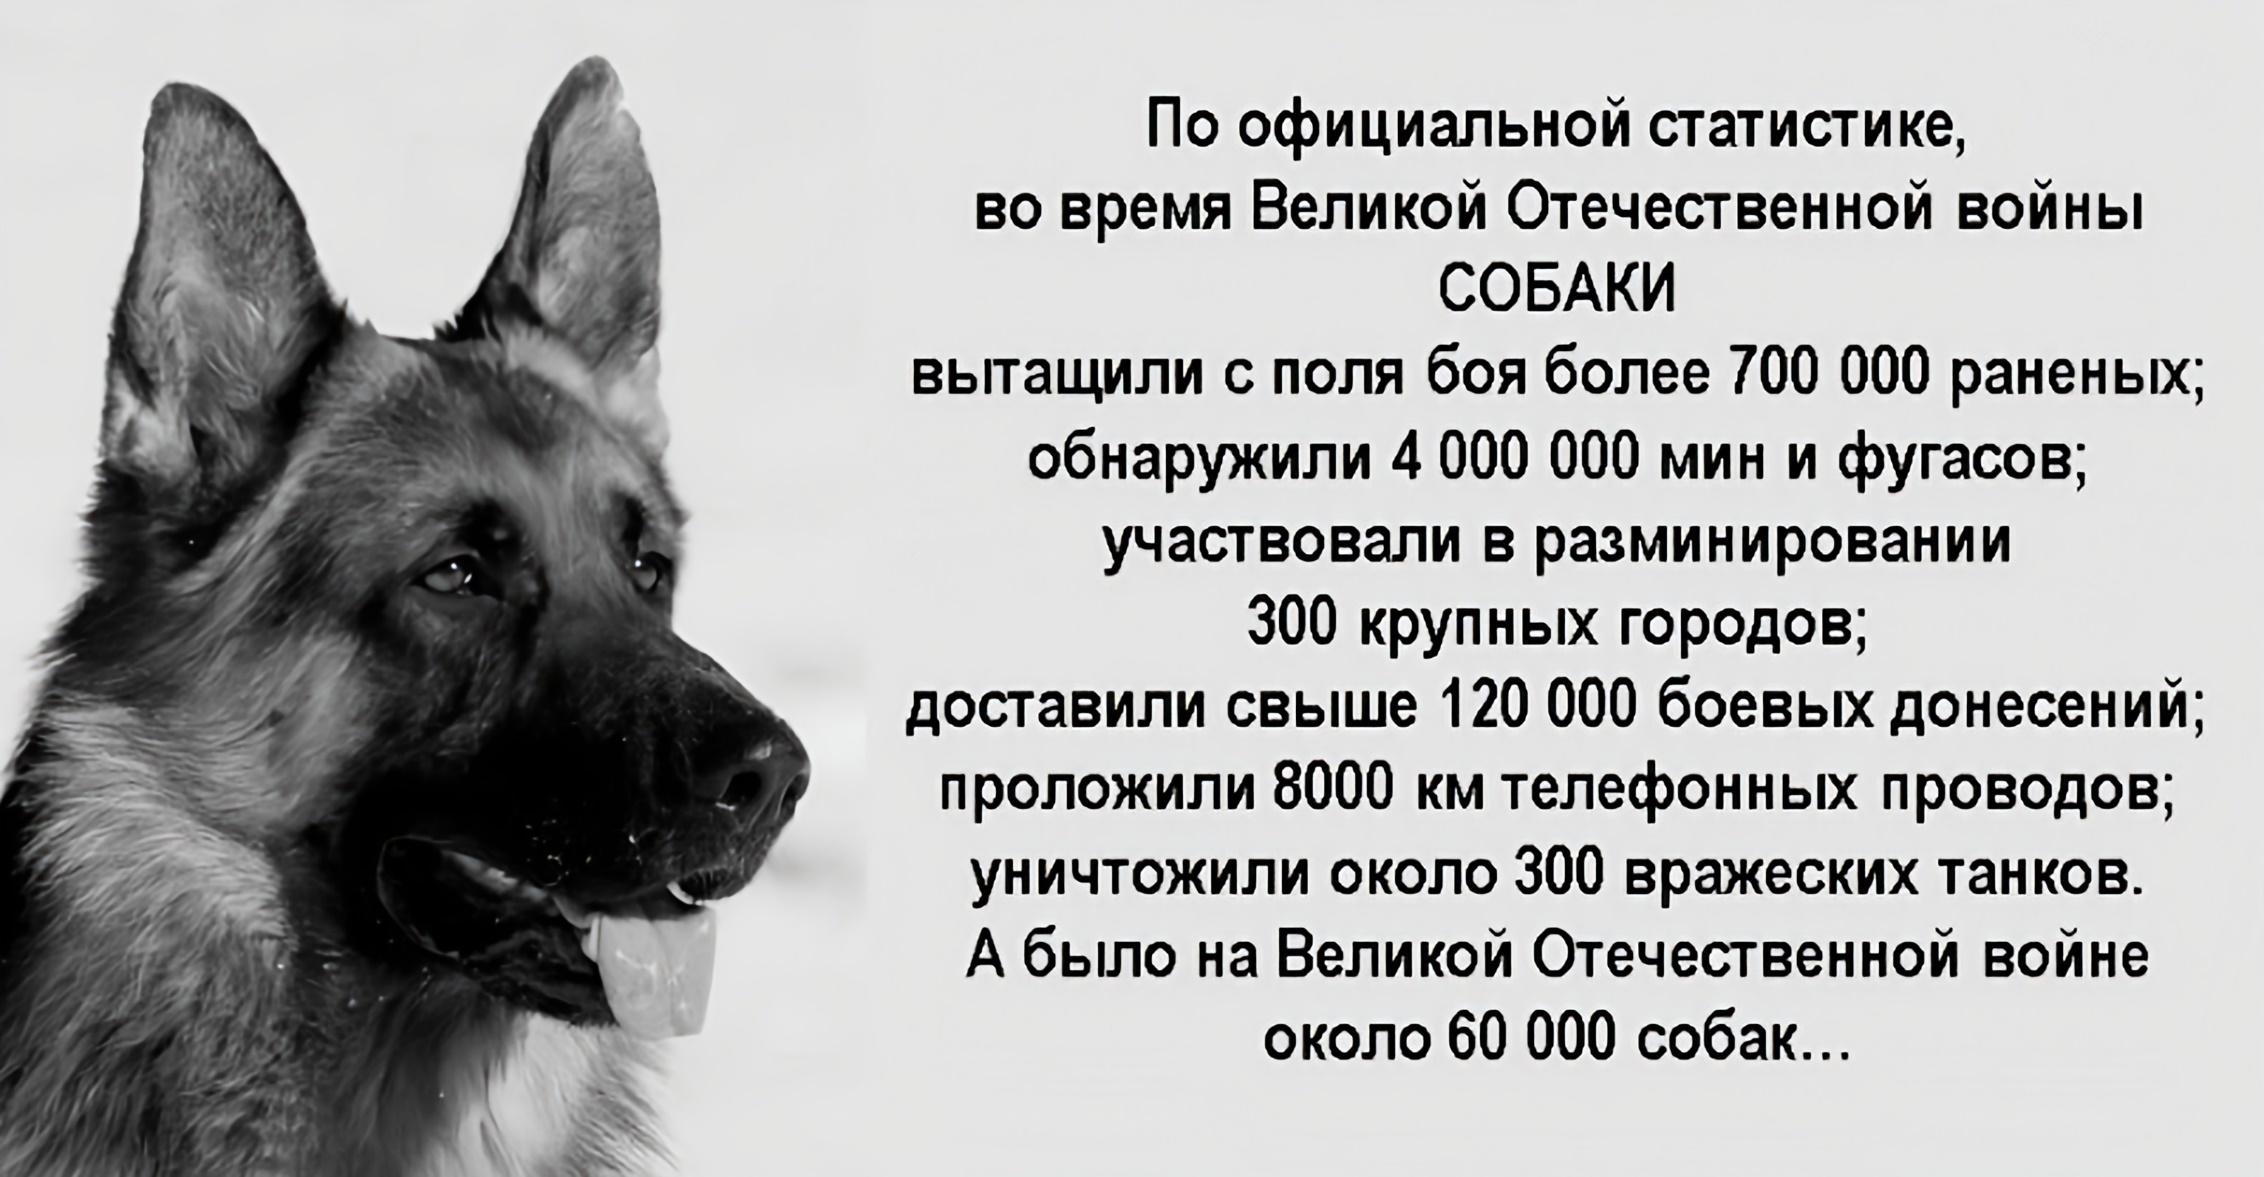 По официальной статистике,
во время Великой Отечественной войны
СОБАКИ
вытащили с поля боя более 700 000 раненых;
обнаружили 4 000 000 мин и фугасов;
участвовали в разминировании
300 крупных городов;
доставили свыше 120 000 боевых донесений;
проложили 8000 км телефонных проводов;
уничтожили около 300 вражеских танков.
А было на Великой Отечественной войне
около 60 000 собак...